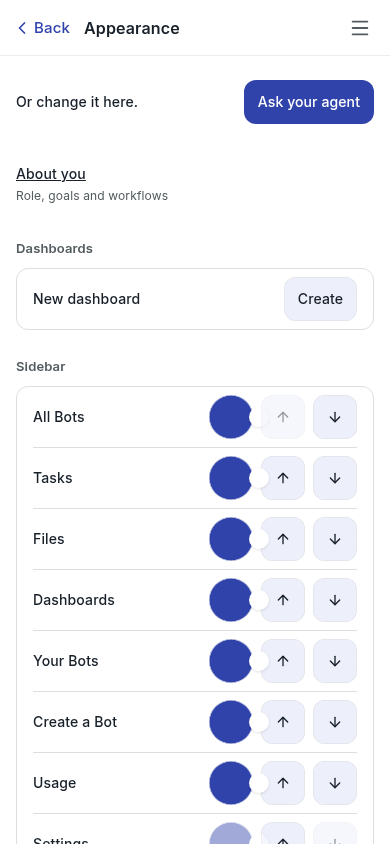 Back Appearance
Or change it here.
Ask your agent
About you
Role, goals and workflows
Dashboards
New dashboard
Create
Sidebar
All Bots
Tasks
Files
Dashboards
Your Bots
Create a Bot
Usage
Settings